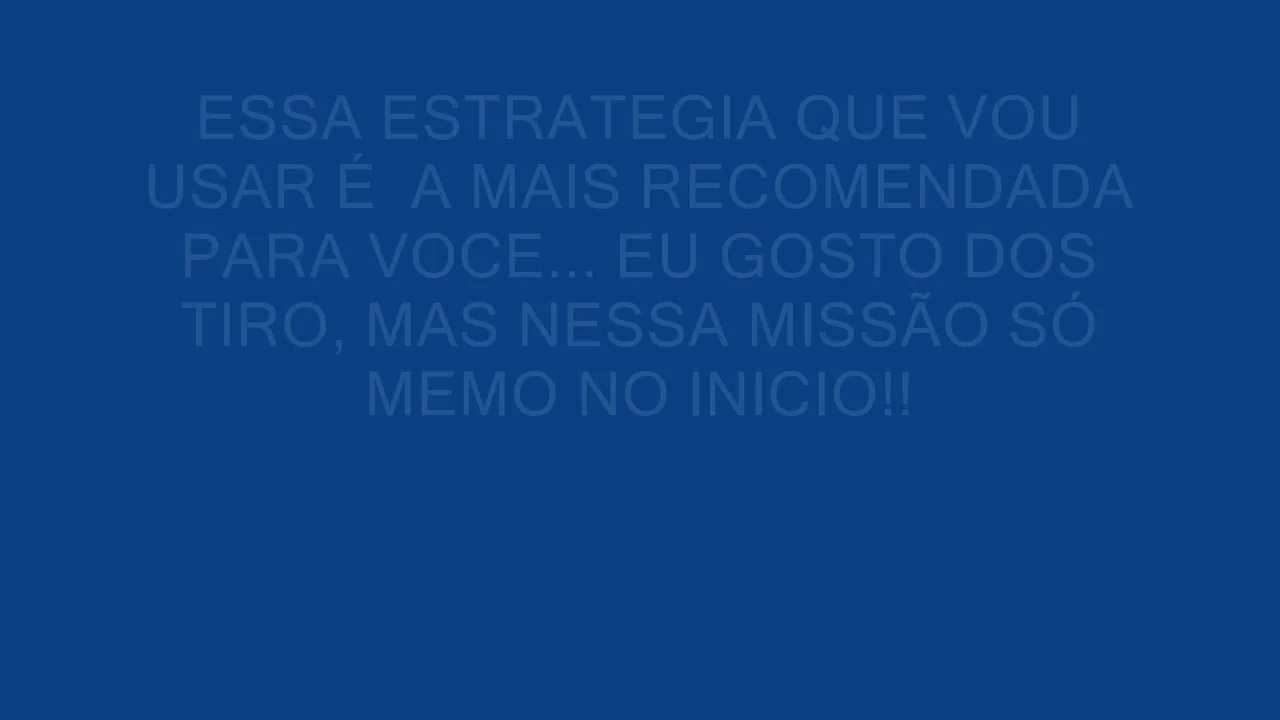 ESSA ESTRATEGIA QUE VOU
USAR É  A MAIS RECOMENDADA
PARA VOCE... EU GOSTO DOS
TIRO, MAS NESSA MISSÃO SÓ
MEMO NO INICIO!!